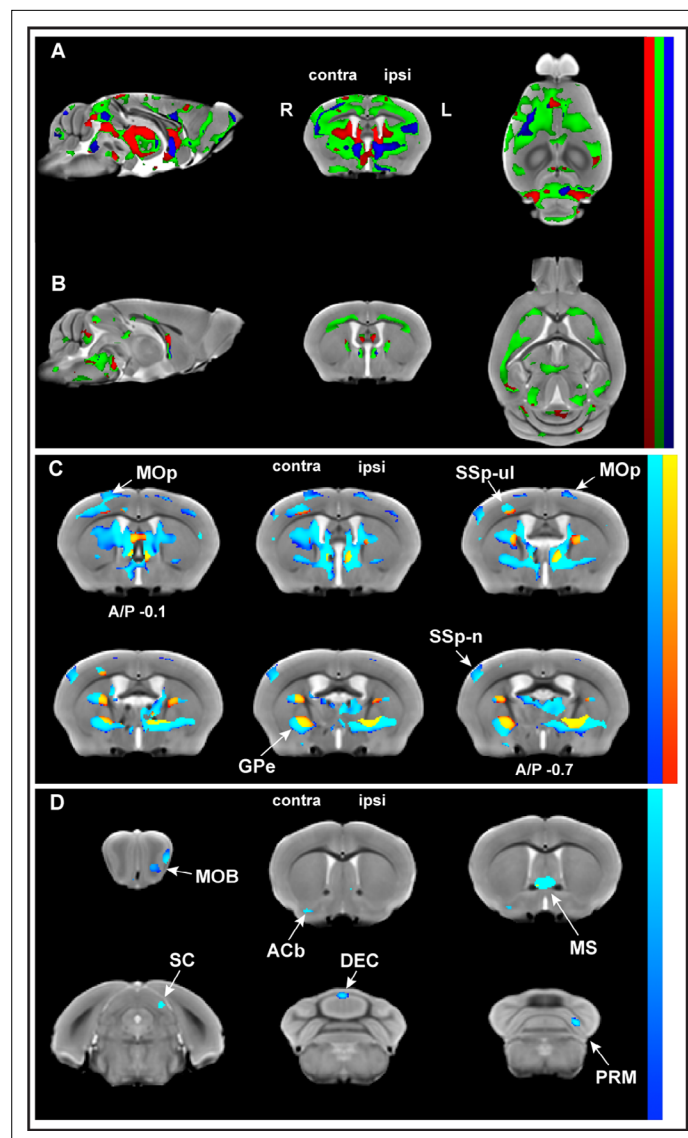 A
contra ipsi
R L
B
C
contra ipsi
MOp
SSp-ul
MOp
A/P -0.1
SSp-n
GPe
A/P -0.7
D
contra ipsi
MOB
ACb
MS
SC
DEC
PRM